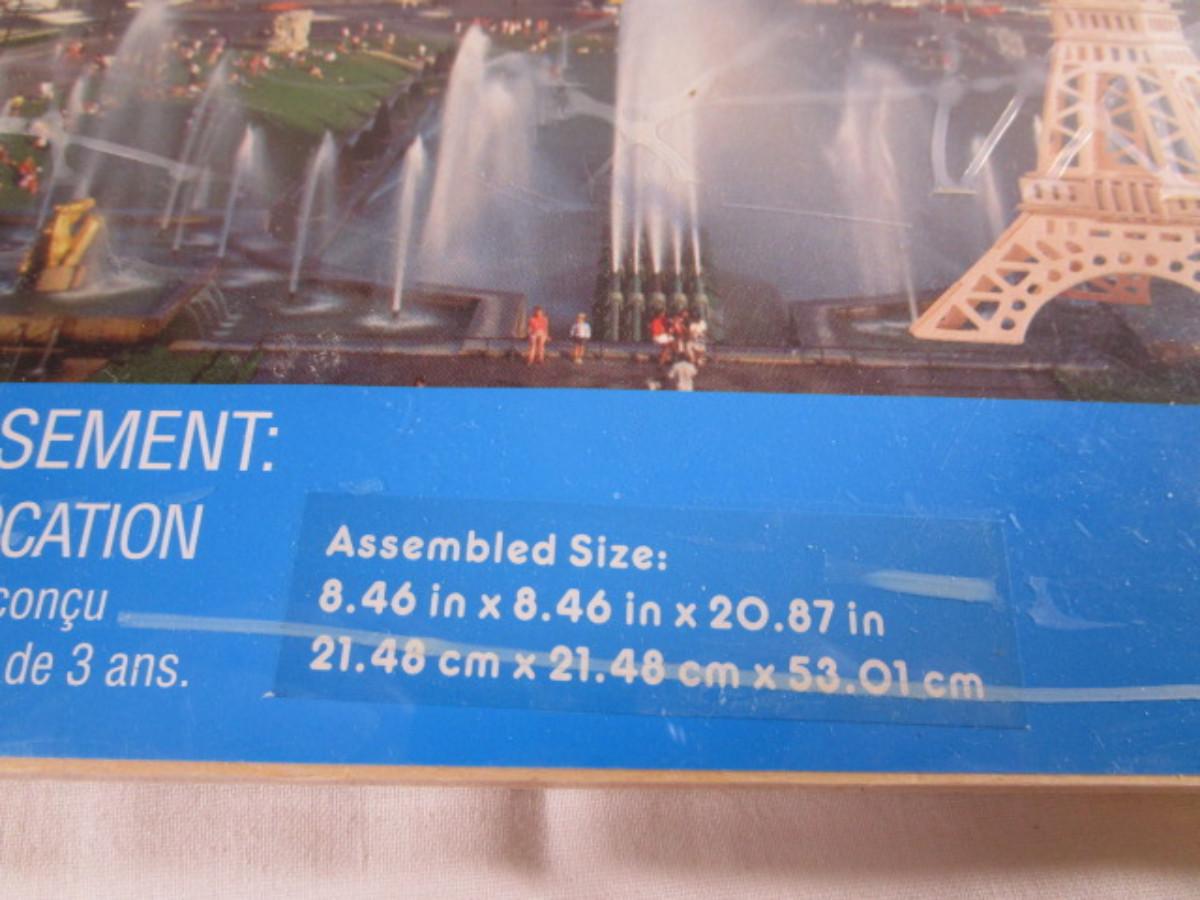 SEMENT:
OCATION
conçu
de 3 ans.
Assembled Size:
8.46 in x 8.46 in x 20.87 in
21.48 cm x 21.48 cm x 53.01 cm